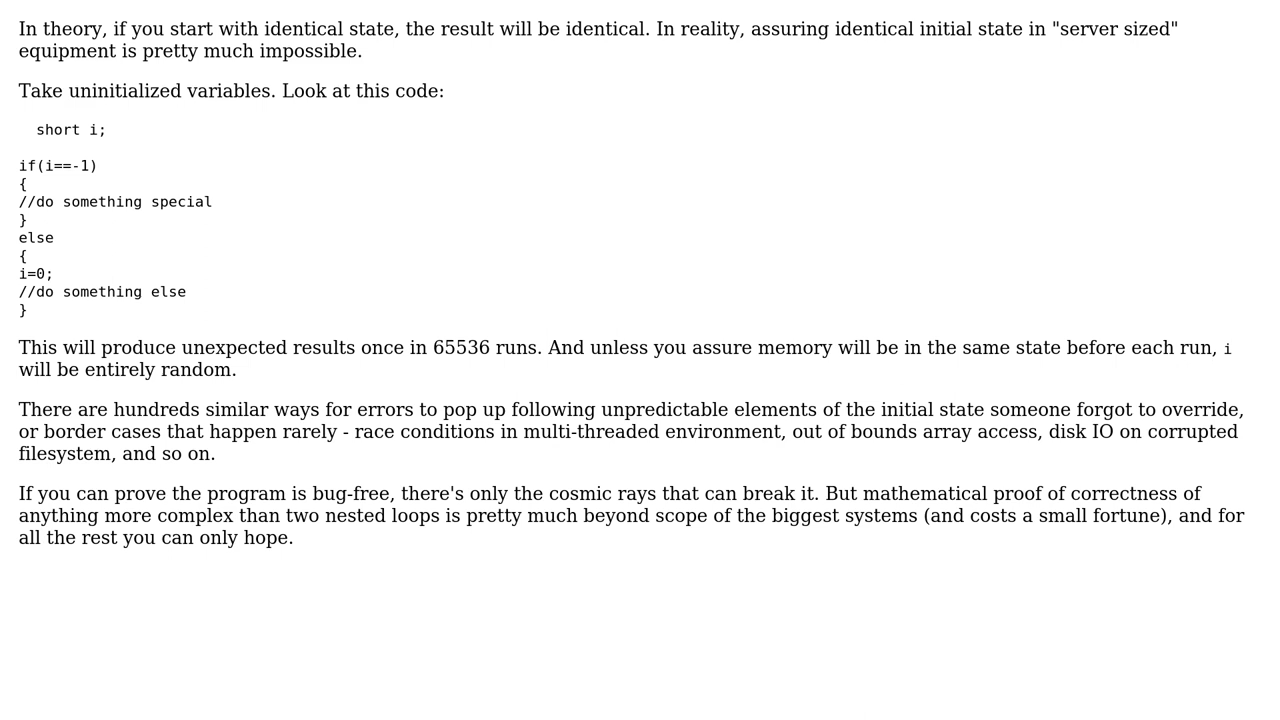 In theory, if you start with identical state, the result will be identical. In reality, assuring identical initial state in "server sized"
equipment is pretty much impossible.
Take uninitialized variables. Look at this code:
short i;
if(i==-1)
{
//do something special
}
else
{
i=0;
//do something else
}
This will produce unexpected results once in 65536 runs. And unless you assure memory will be in the same state before each run, i
will be entirely random.
There are hundreds similar ways for errors to pop up following unpredictable elements of the initial state someone forgot to override,
or border cases that happen rarely - race conditions in multi-threaded environment, out of bounds array access, disk IO on corrupted
filesystem, and so on.
If you can prove the program is bug-free, there's only the cosmic rays that can break it. But mathematical proof of correctness of
anything more complex than two nested loops is pretty much beyond scope of the biggest systems (and costs a small fortune), and for
all the rest you can only hope.